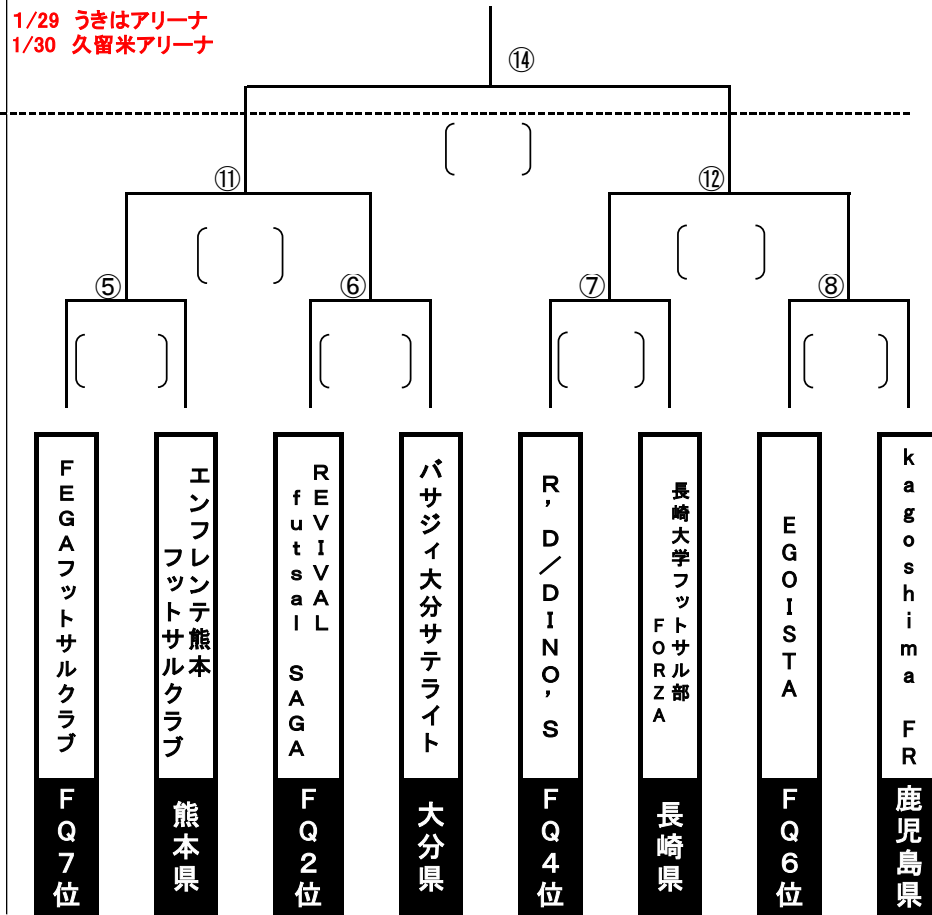 1/29 うきはアリーナ
1/30 久留米アリーナ
⑭
⑪
⑫
⑤
⑥
⑦
⑧
FEGAフットサルクラブ
エンフレンテ熊本
フットサルクラブ
REVIVAL
futsal SAGA
バサジィ大分サテライト
R,D/DINO,S
長崎大学フットサル部
FORZA
EGOISTA
kagoshima FR
FQ7位
熊本県
FQ2位
大分県
FQ4位
長崎県
FQ6位
鹿児島県